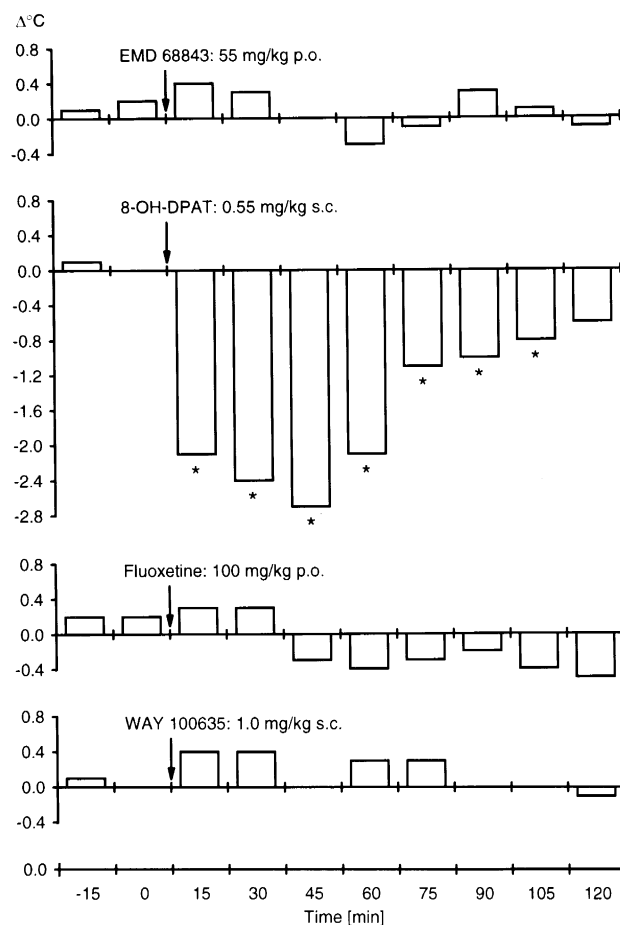 Δ°C
EMD 68843: 55 mg/kg p.o.
0.8
0.4
0.0
-0.4
8-OH-DPAT: 0.55 mg/kg s.c.
0.8
0.4
0.0
-0.4
-0.8
-1.2
-1.6
-2.0
-2.4
-2.8
* * * * * * *
Fluoxetine: 100 mg/kg p.o.
0.8
0.4
0.0
-0.4
WAY 100635: 1.0 mg/kg s.c.
0.8
0.4
0.0
-0.4
0.0
-15 0 15 30 45 60 75 90 105 120
Time [min]